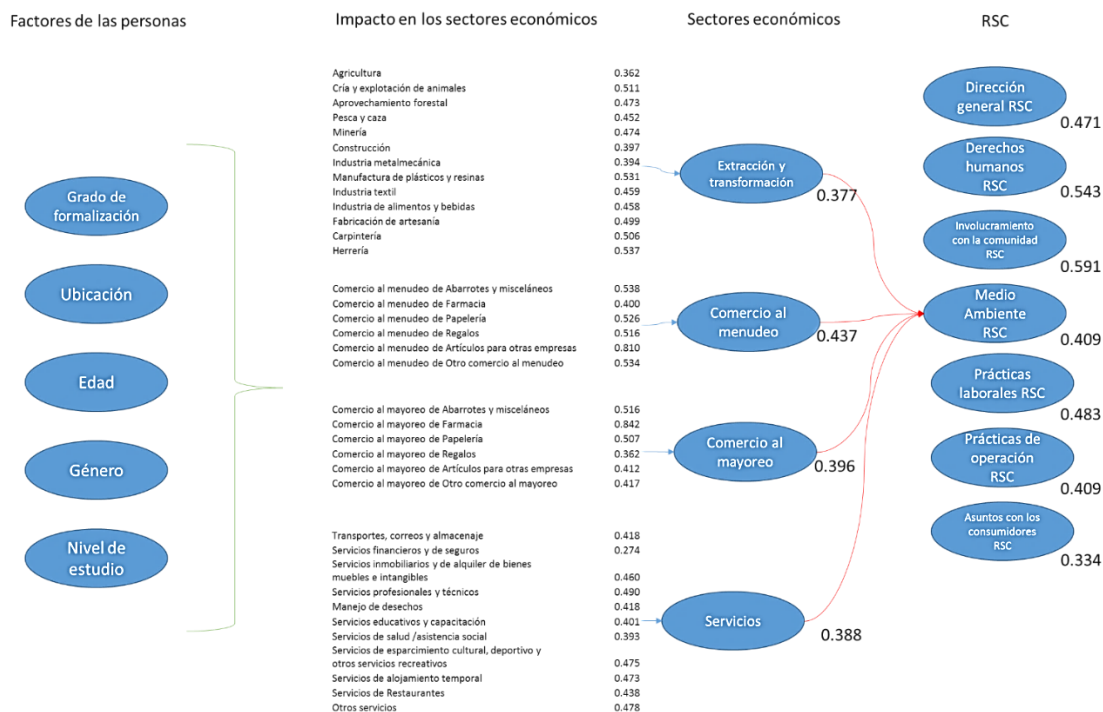 Factores de las personas
Impacto en los sectores económicos
Sectores económicos
RSC
Grado de
formalización
Ubicación
Edad
Género
Nivel de
estudio
Agricultura 0.362
Cría y explotación de animales 0.511
Aprovechamiento forestal 0.473
Pesca y caza 0.452
Minería 0.474
Construcción 0.397
Industria metalmecánica 0.394
Manufactura de plásticos y resinas 0.531
Industria textil 0.459
Industria de alimentos y bebidas 0.458
Fabricación de artesanía 0.499
Carpintería 0.506
Herrería 0.537
Comercio al menudeo de Abarrotes y misceláneos 0.538
Comercio al menudeo de Farmacia 0.400
Comercio al menudeo de Papelería 0.526
Comercio al menudeo de Regalos 0.516
Comercio al menudeo de Artículos para otras empresas 0.810
Comercio al menudeo de Otro comercio al menudeo 0.534
Comercio al mayoreo de Abarrotes y misceláneos 0.516
Comercio al mayoreo de Farmacia 0.842
Comercio al mayoreo de Papelería 0.507
Comercio al mayoreo de Regalos 0.362
Comercio al mayoreo de Artículos para otras empresas 0.412
Comercio al mayoreo de Otro comercio al mayoreo 0.417
Transportes, correos y almacenaje 0.418
Servicios financieros y de seguros 0.274
Servicios inmobiliarios y de alquiler de bienes
muebles e intangibles 0.460
Servicios profesionales y técnicos 0.490
Manejo de desechos 0.418
Servicios educativos y capacitación 0.401
Servicios de salud /asistencia social 0.393
Servicios de esparcimiento cultural, deportivo y
otros servicios recreativos 0.475
Servicios de alojamiento temporal 0.473
Servicios de Restaurantes 0.438
Otros servicios 0.478
Extracción y
transformación
0.377
Comercio al
menudeo
0.437
Comercio al
mayoreo
0.396
Servicios
0.388
Dirección
general RSC
0.471
Derechos
humanos
RSC
0.543
Involucramiento
con la comunidad
RSC
0.591
Medio
Ambiente
RSC
0.409
Prácticas
laborales RSC
0.483
Prácticas de
operación
RSC
0.409
Asuntos con los
consumidores
RSC
0.334